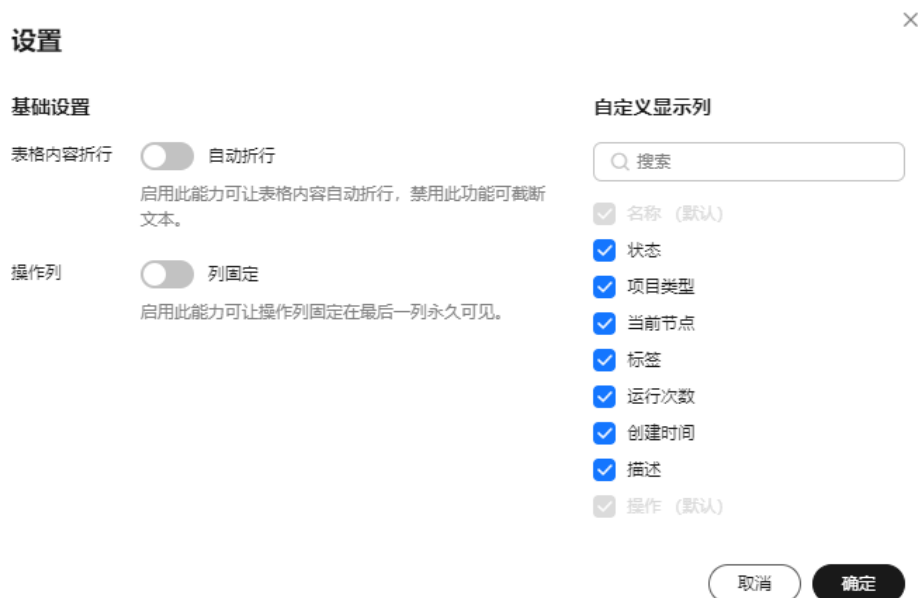 设置
基础设置
表格内容折行
自动折行
启用此能力可让表格内容自动折行，禁用此功能可截断
文本。
操作列
列固定
启用此能力可让操作列固定在最后一列永久可见。
自定义显示列
搜索
名称（默认）
状态
项目类型
当前节点
标签
运行次数
创建时间
描述
操作（默认）
取消
确定